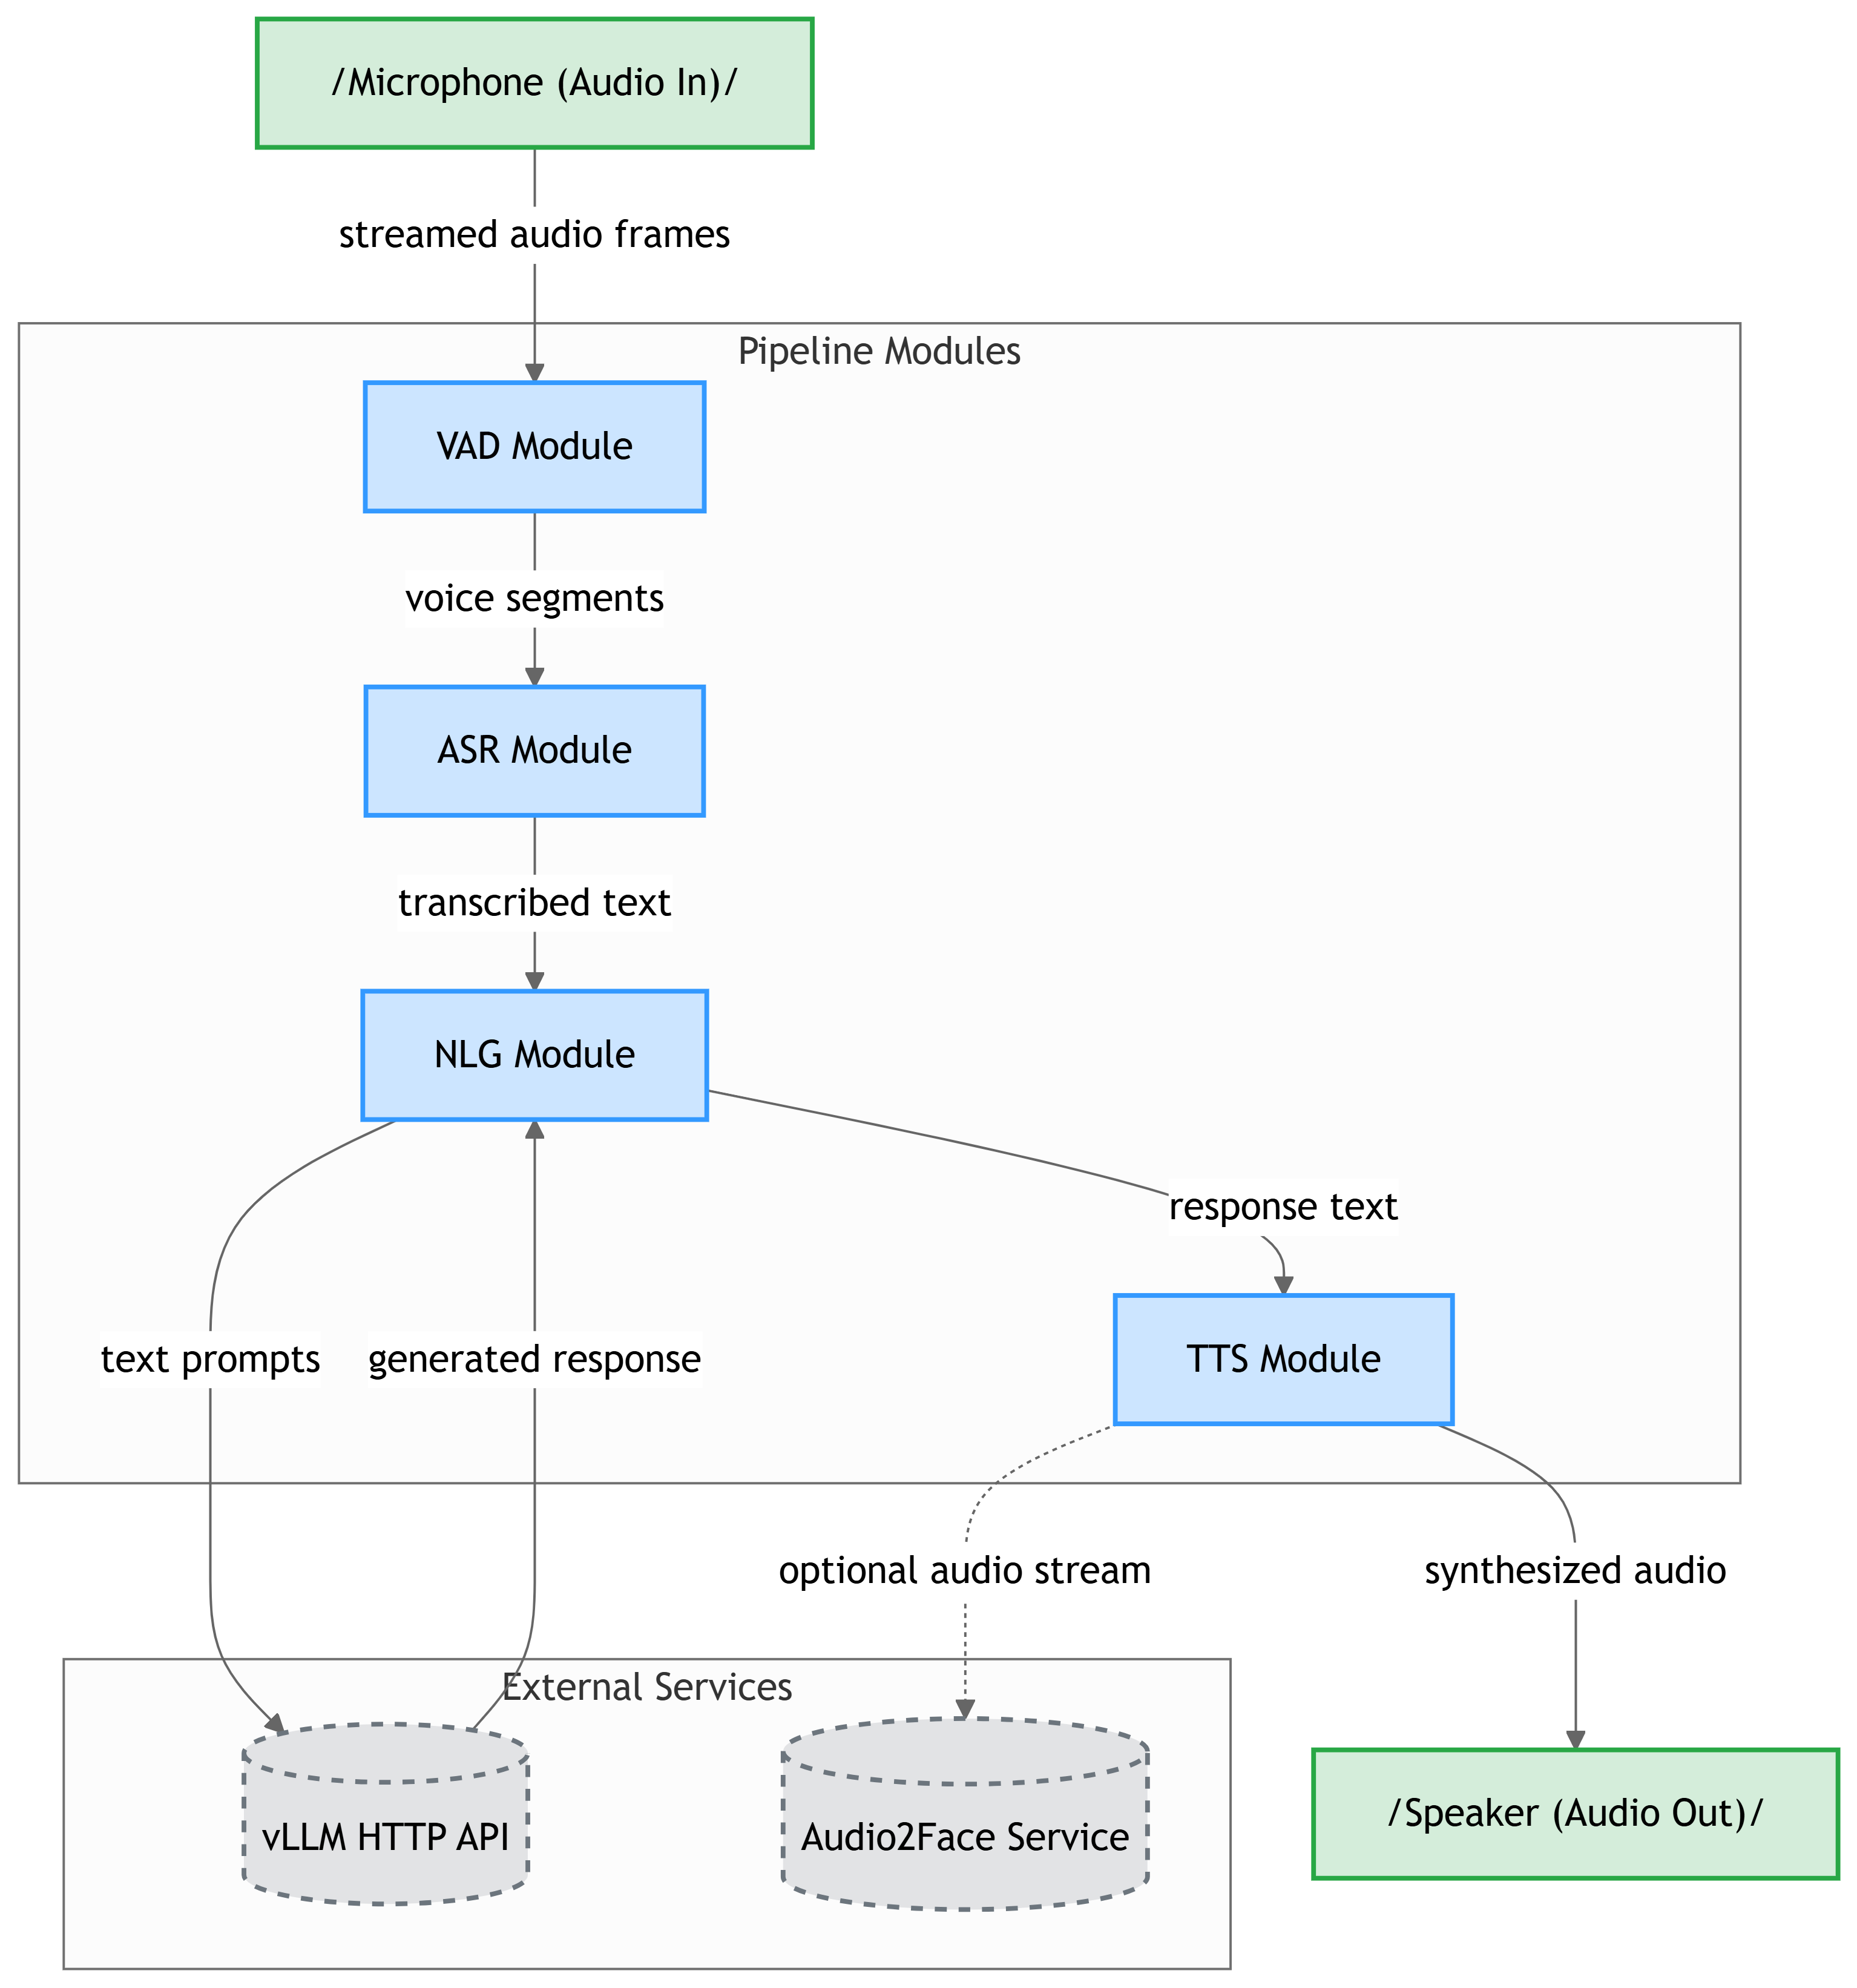 /Microphone (Audio In)/
streamed audio frames
Pipeline Modules
VAD Module
voice segments
ASR Module
transcribed text
NLG Module
response text
text prompts
generated response
TTS Module
optional audio stream
synthesized audio
External Services
vLLM HTTP API
Audio2Face Service
/Speaker (Audio Out)/